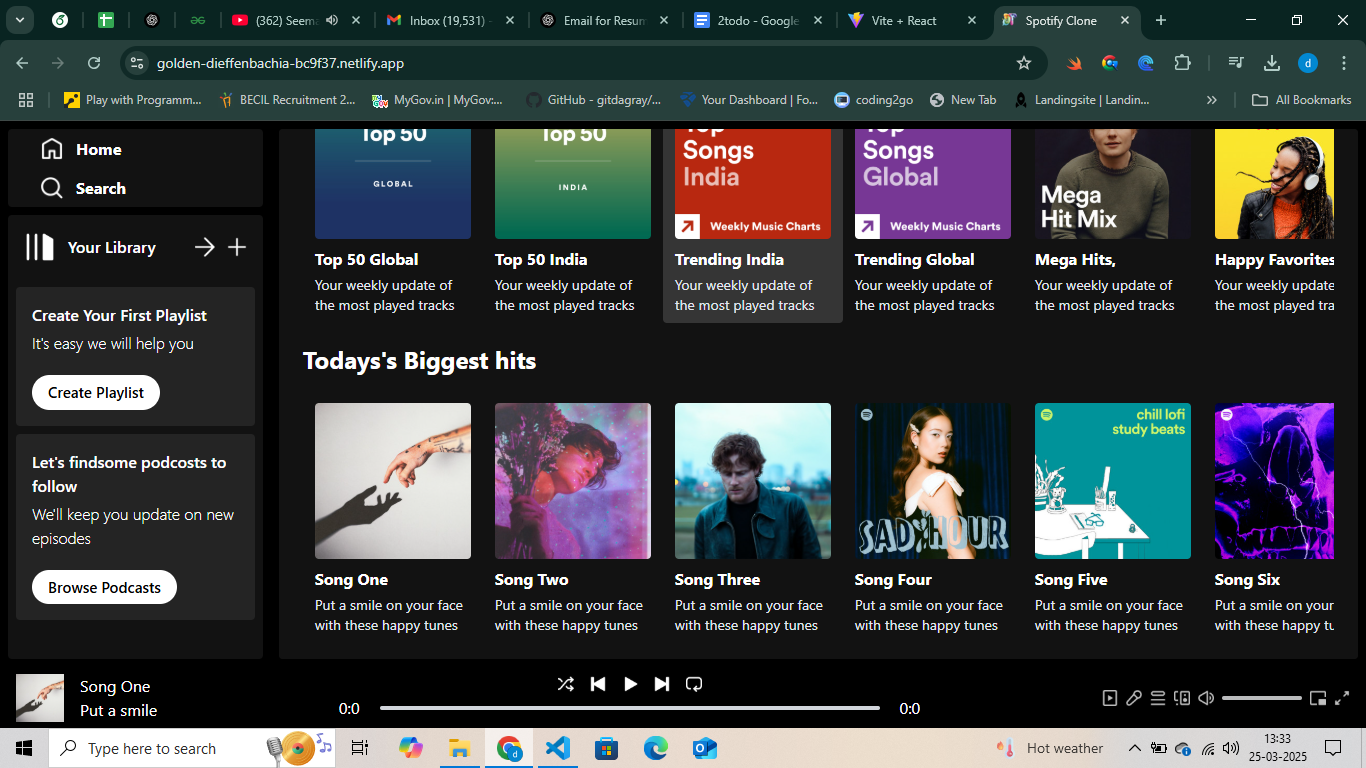 (362) Seema
Inbox (19,531) -
Email for Resum
2todo - Google
Vite + React
Spotify Clone
golden-dieffenbachia-bc9f37.netlify.app
Play with Programm...
BECIL Recruitment 2...
MyGov.in | MyGov:...
GitHub - gitdagray/...
Your Dashboard | Fo...
coding2go
New Tab
Landingsite | Landin...
All Bookmarks
d
Home
Search
Your Library
Create Your First Playlist
It's easy we will help you
Create Playlist
Let's findsome podcosts to
follow
We'll keep you update on new
episodes
Browse Podcasts
Top 50
GLOBAL
Top 50 Global
Your weekly update of
the most played tracks
Top 50
INDIA
Top 50 India
Your weekly update of
the most played tracks
Top
Songs
India
Weekly Music Charts
Trending India
Your weekly update of
the most played tracks
Top
Songs
Global
Weekly Music Charts
Trending Global
Your weekly update of
the most played tracks
Mega
Hit Mix
Mega Hits,
Your weekly update of
the most played tracks
Happy Favorites
Your weekly update
the most played tra
Todays's Biggest hits
Song One
Put a smile on your face
with these happy tunes
Song Two
Put a smile on your face
with these happy tunes
Song Three
Put a smile on your face
with these happy tunes
SAD HOUR
Song Four
Put a smile on your face
with these happy tunes
chill lofi
study beats
Song Five
Put a smile on your face
with these happy tunes
Song Six
Put a smile on your
with these happy tu
Song One
Put a smile
0:0
0:0
Type here to search
Hot weather
13:33
25-03-2025